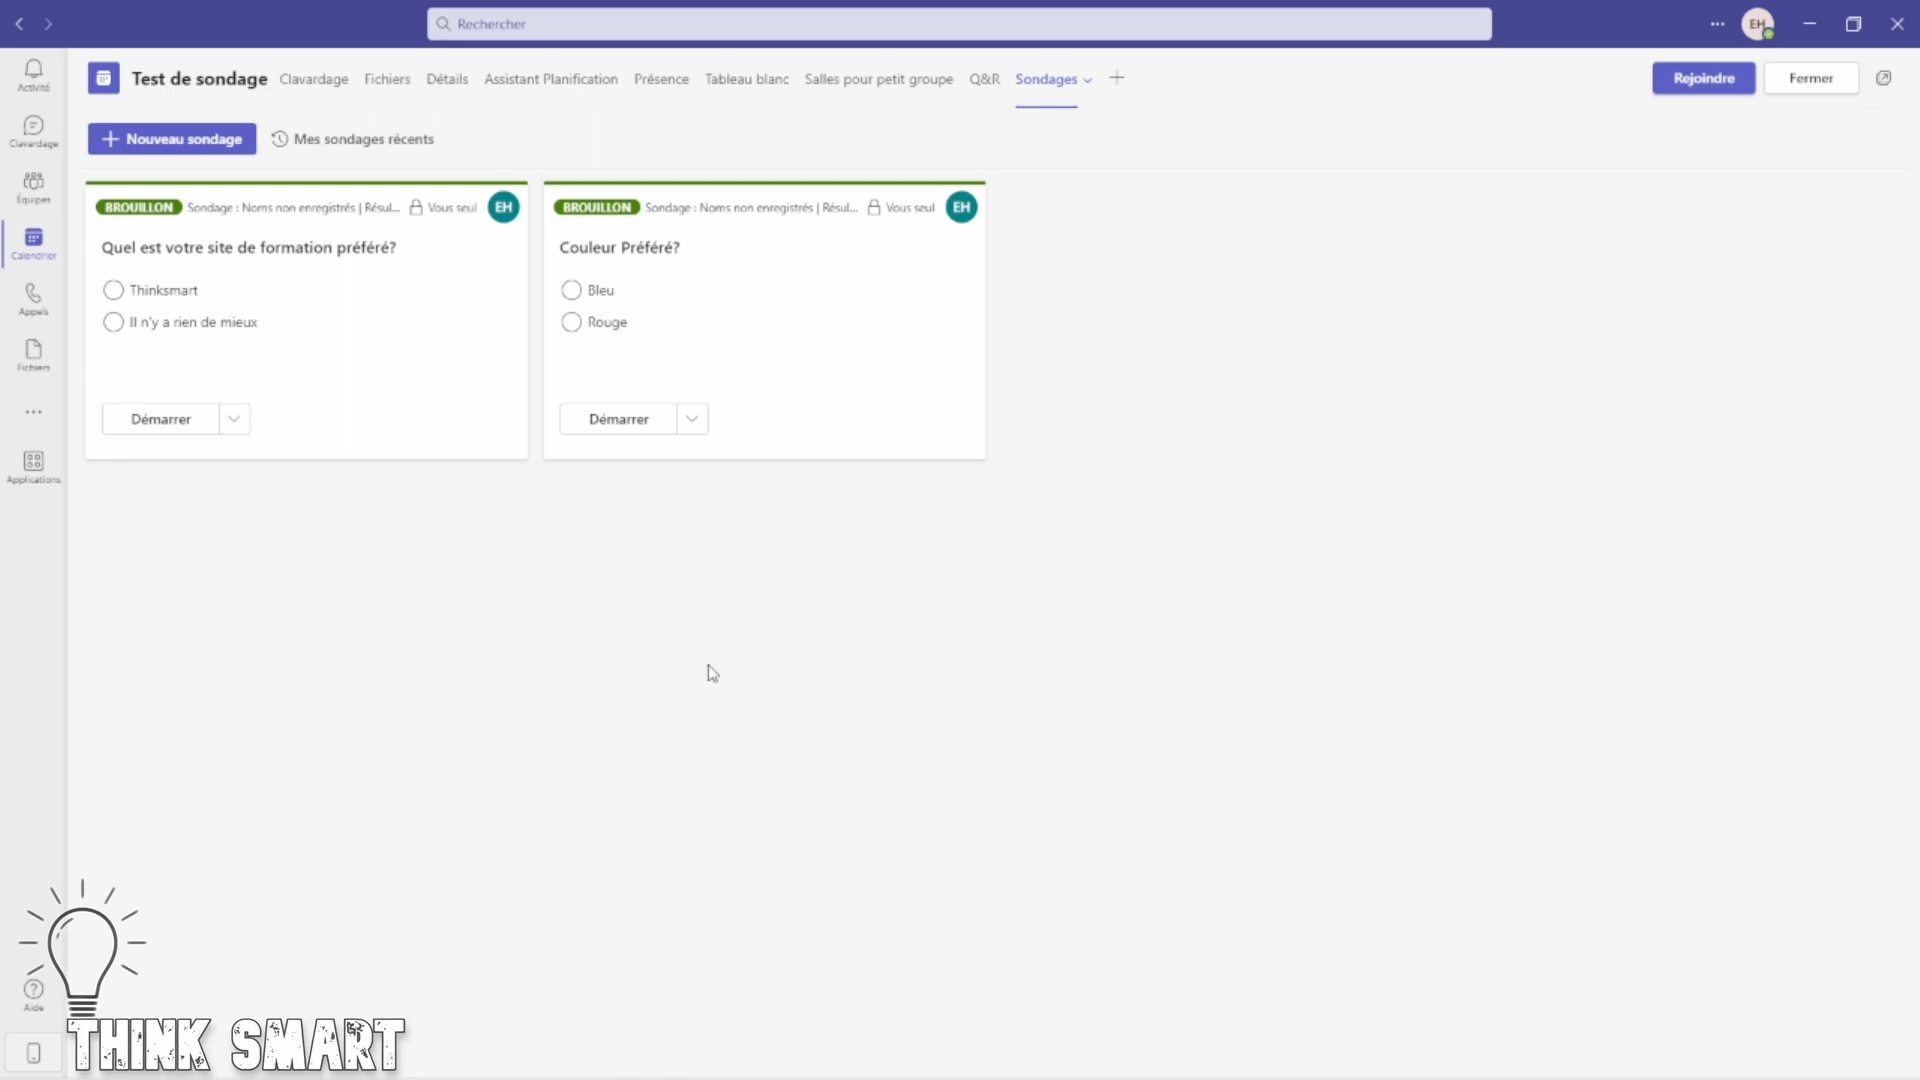 Rechercher
EH
Activité
Clavardage
Équipes
Calendrier
Appels
Fichiers
Applications
Aide
Test de sondage Clavardage Fichiers Détails Assistant Planification Présence Tableau blanc Salles pour petit groupe Q&R Sondages Rejoindre Fermer
Nouveau sondage Mes sondages récents
BROUILLON Sondage : Noms non enregistrés | Résul... Vous seul EH
Quel est votre site de formation préféré?
Thinksmart
Il n'y a rien de mieux
Démarrer
BROUILLON Sondage : Noms non enregistrés | Résul... Vous seul EH
Couleur Préféré?
Bleu
Rouge
Démarrer
THINK SMART